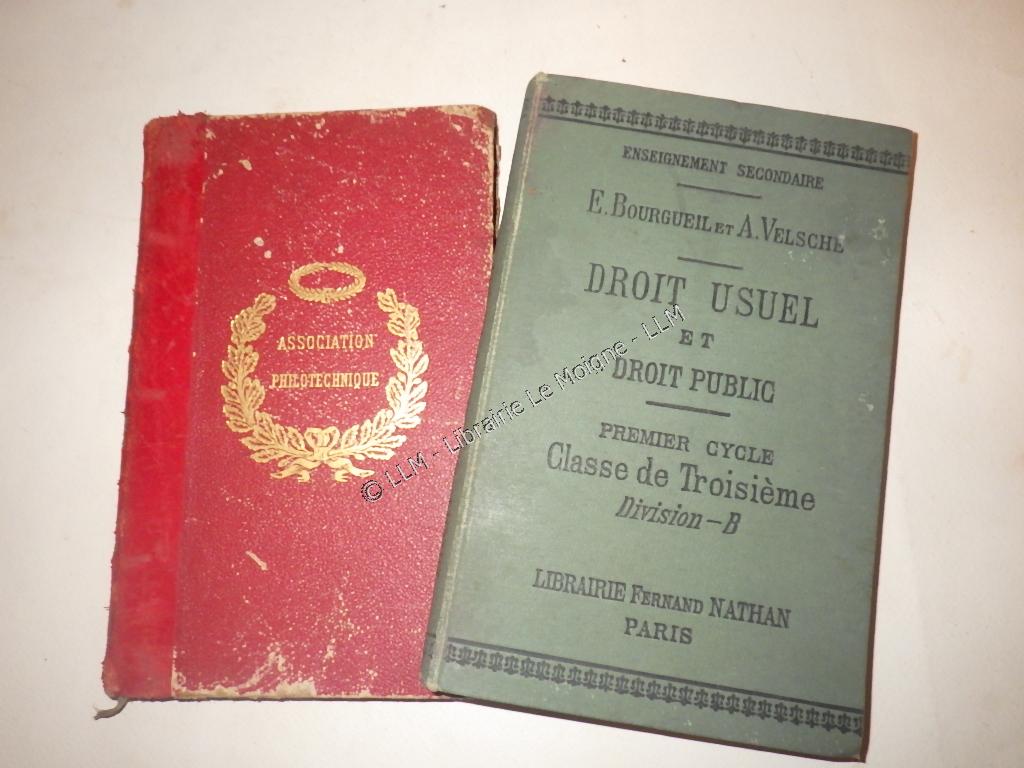 ASSOCIATION
PHILOTECHNIQUE
ENSEIGNEMENT SECONDAIRE
E. BOURGUEIL ET A. VELSCHE
DROIT USUEL
ET
DROIT PUBLIC
PREMIER CYCLE
Classe de Troisième
Division - B
LIBRAIRIE FERNAND NATHAN
PARIS
© LLM - Librairie Le Moigne - LLM